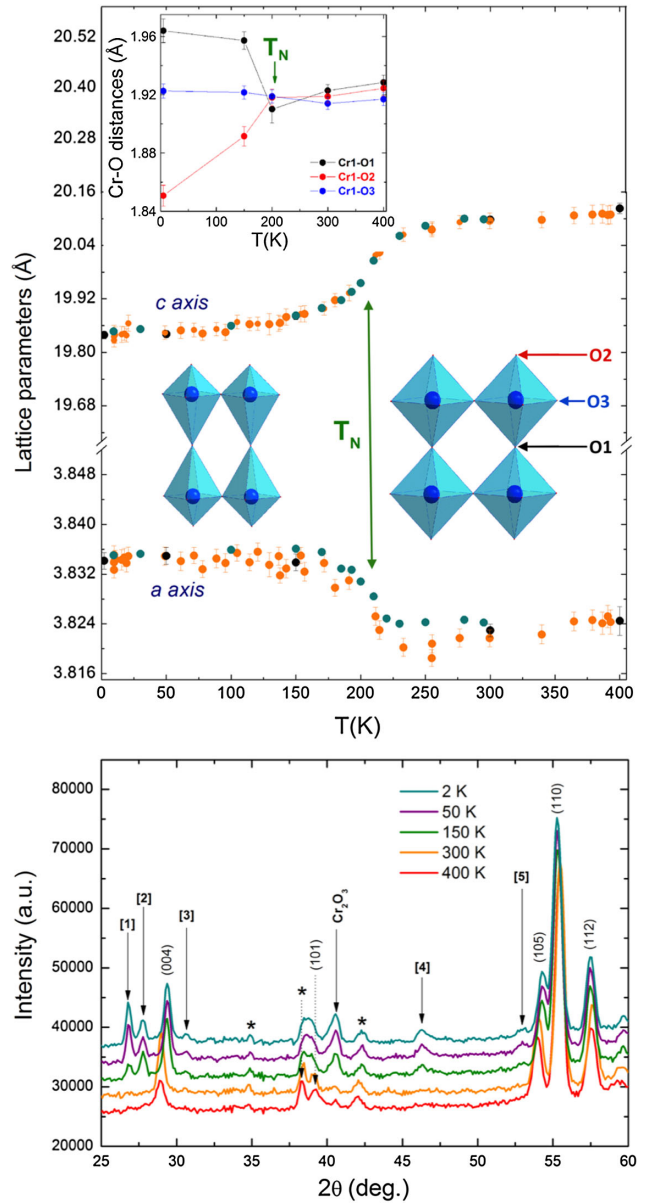 20.52
20.40
20.28
20.16
20.04
19.92
19.80
19.68
3.848
3.840
3.832
3.824
3.816
Lattice parameters (Å)
1.96
1.92
1.88
1.84
Cr-O distances (Å)
T_N
Cr1-O1
Cr1-O2
Cr1-O3
0 100 200 300 400
T(K)
c axis
O2
O3
O1
T_N
a axis
0 50 100 150 200 250 300 350 400
T(K)
80000
70000
60000
50000
40000
30000
20000
Intensity (a.u.)
2 K
50 K
150 K
300 K
400 K
[1]
[2]
(004)
[3]
*
*
(101)
Cr₂O₃
*
[4]
[5]
(105)
(110)
(112)
25 30 35 40 45 50 55 60
2θ (deg.)